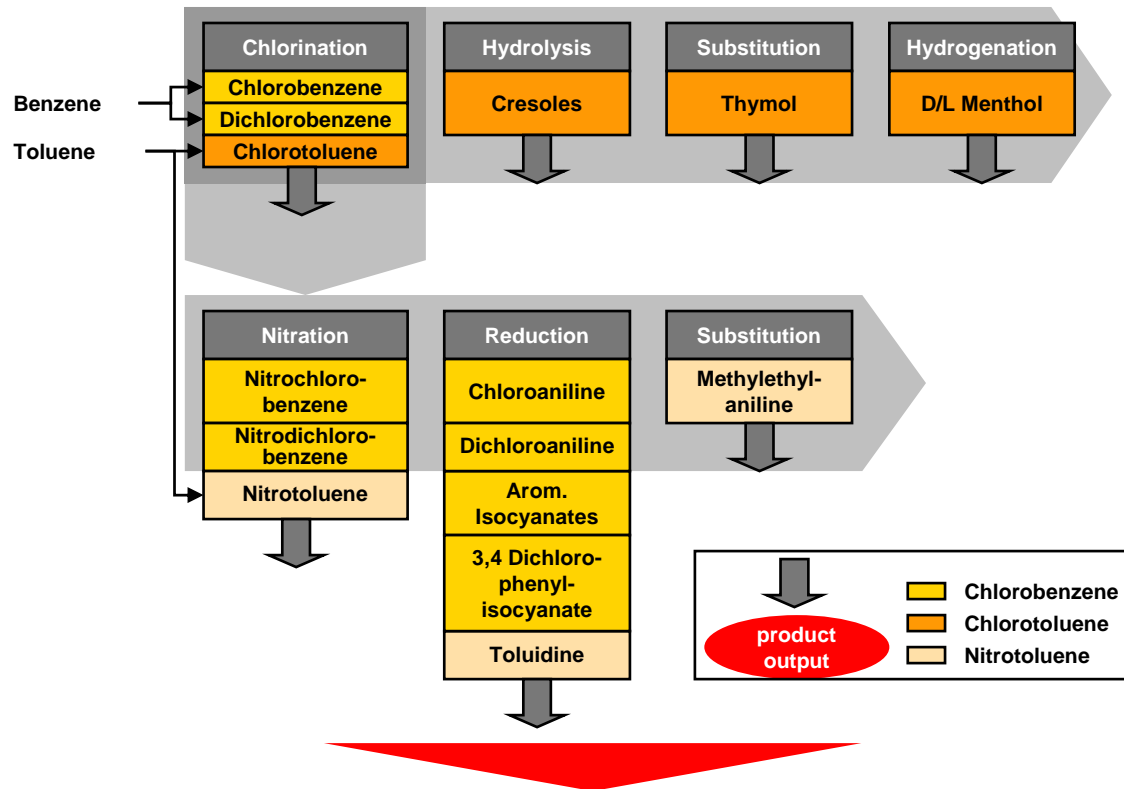 Chlorination
Hydrolysis
Substitution
Hydrogenation
Benzene
Toluene
Chlorobenzene
Dichlorobenzene
Chlorotoluene
Cresoles
Thymol
D/L Menthol
Nitration
Reduction
Substitution
Nitrochloro-
benzene
Nitrodichloro-
benzene
Nitrotoluene
Chloroaniline
Dichloroaniline
Arom.
Isocyanates
3,4 Dichloro-
phenyl-
isocyanate
Toluidine
Methylethyl-
aniline
product
output
Chlorobenzene
Chlorotoluene
Nitrotoluene